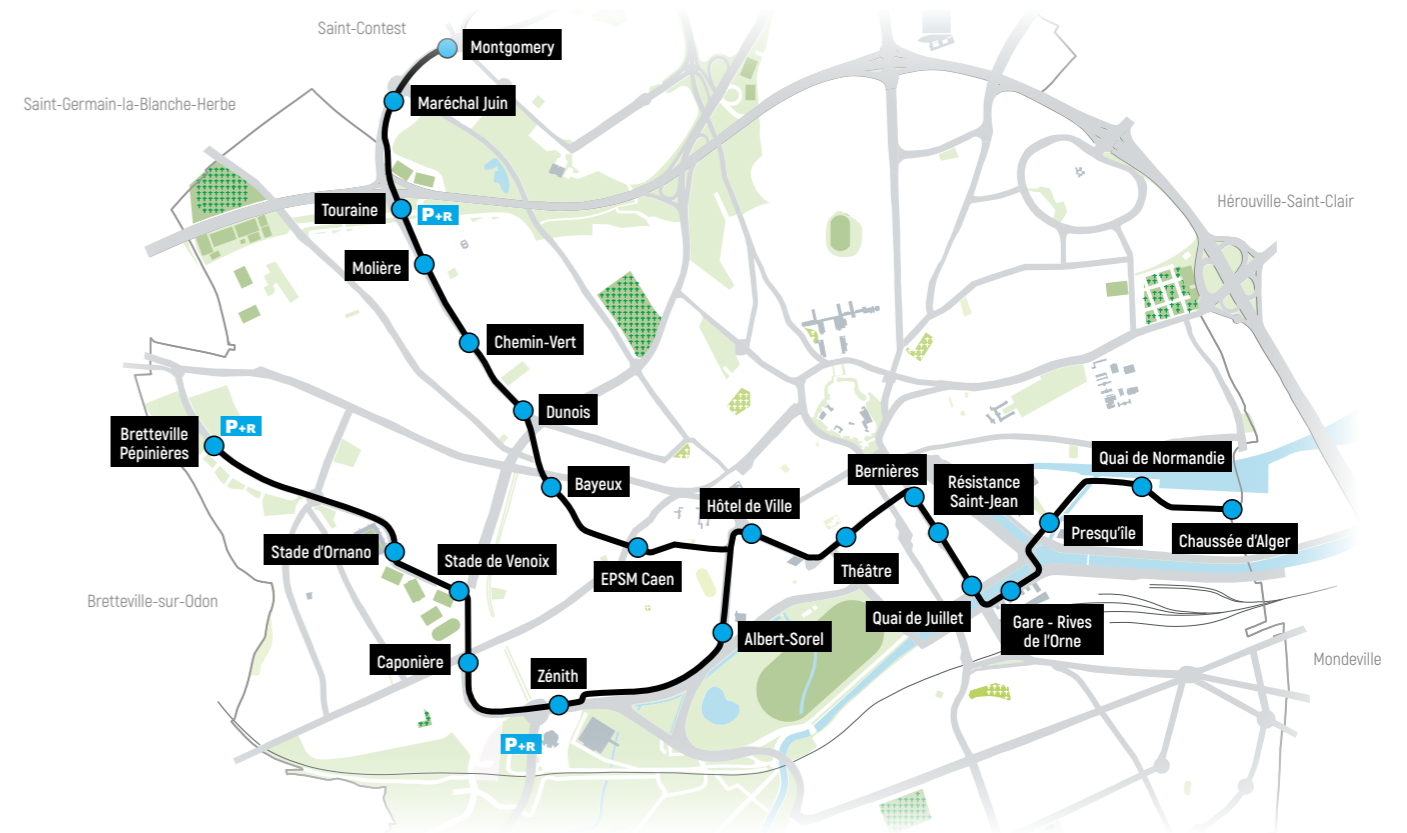 Saint-Contest
Montgomery
Saint-Germain-la-Blanche-Herbe
Maréchal Juin
Touraine
P+R
Hérouville-Saint-Clair
Molière
Chemin-Vert
Dunois
Bretteville
Pépinières
P+R
Bayeux
Bernières
Résistance
Saint-Jean
Quai de Normandie
Hôtel de Ville
Presqu'île
Chaussée d'Alger
Stade d'Ornano
Stade de Venoix
EPSM Caen
Théâtre
Bretteville-sur-Odon
Quai de Juillet
Gare - Rives
de l'Orne
Albert-Sorel
Caponière
Zénith
Mondeville
P+R